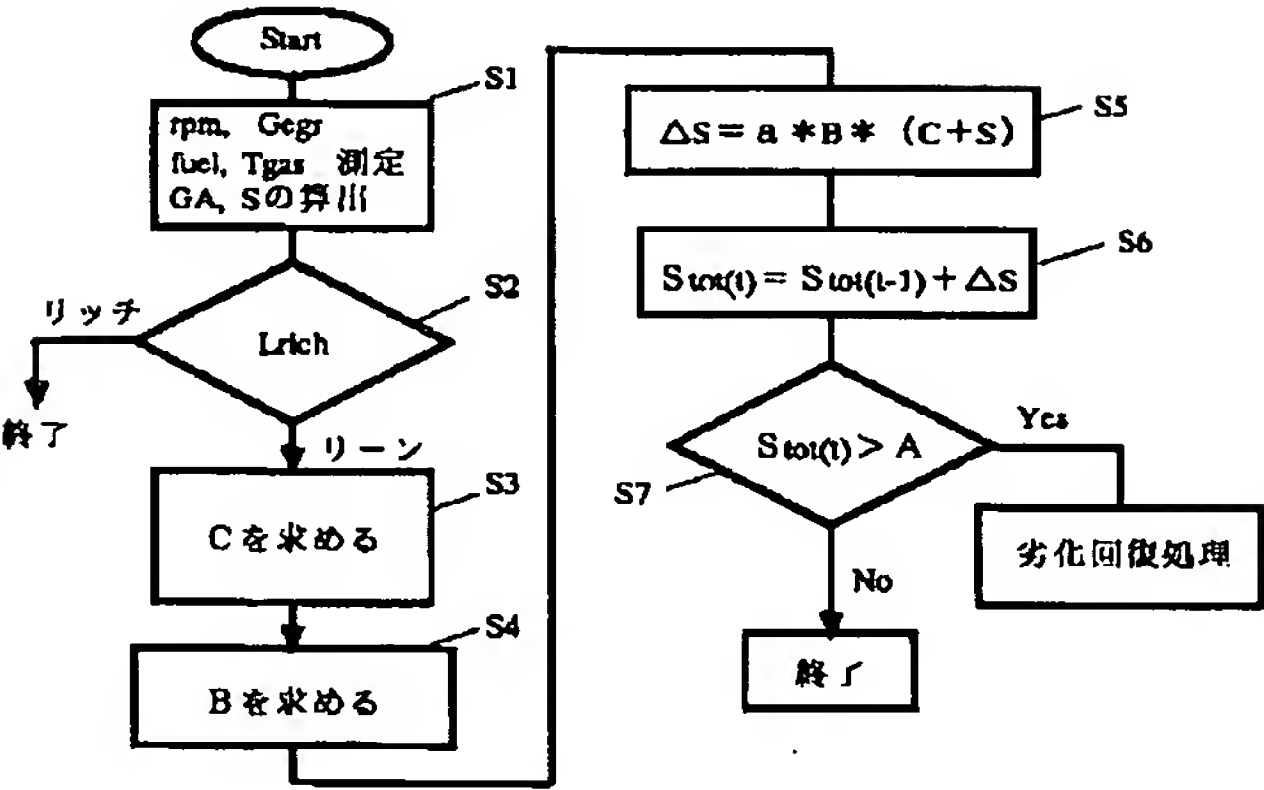 Start
S1
rpm, Gegr
fuel, Tgas 測定
GA, Sの算出
S2
リッチ
Lrich
終了
リーン
S3
Cを求める
S4
Bを求める
S5
△S = a *B* (C+S)
S6
Stot(t) = Stot(t-1) + △S
Stot(t) > A
Yes
S7
劣化回復処理
No
終了